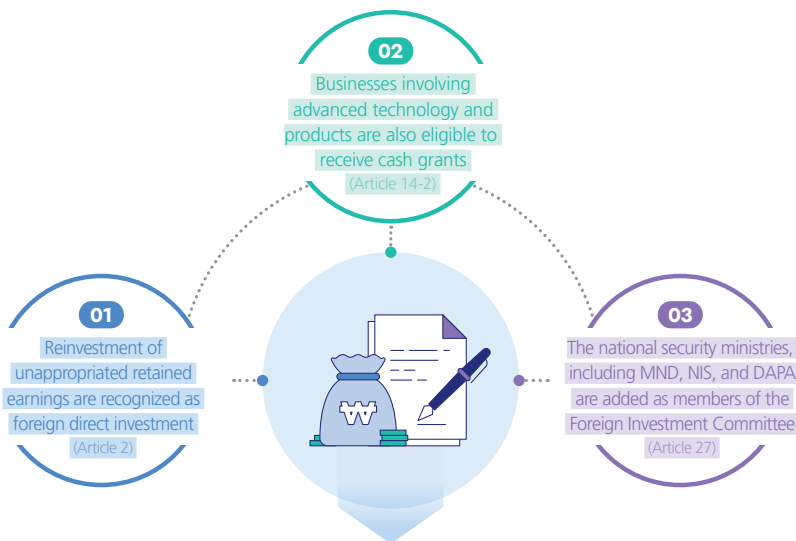 01
Reinvestment of
unappropriated retained
earnings are recognized as
foreign direct investment
(Article 2)
02
Businesses involving
advanced technology and
products are also eligible to
receive cash grants
(Article 14-2)
03
The national security ministries,
including MND, NIS, and DAPA
are added as members of the
Foreign Investment Committee
(Article 27)
₩